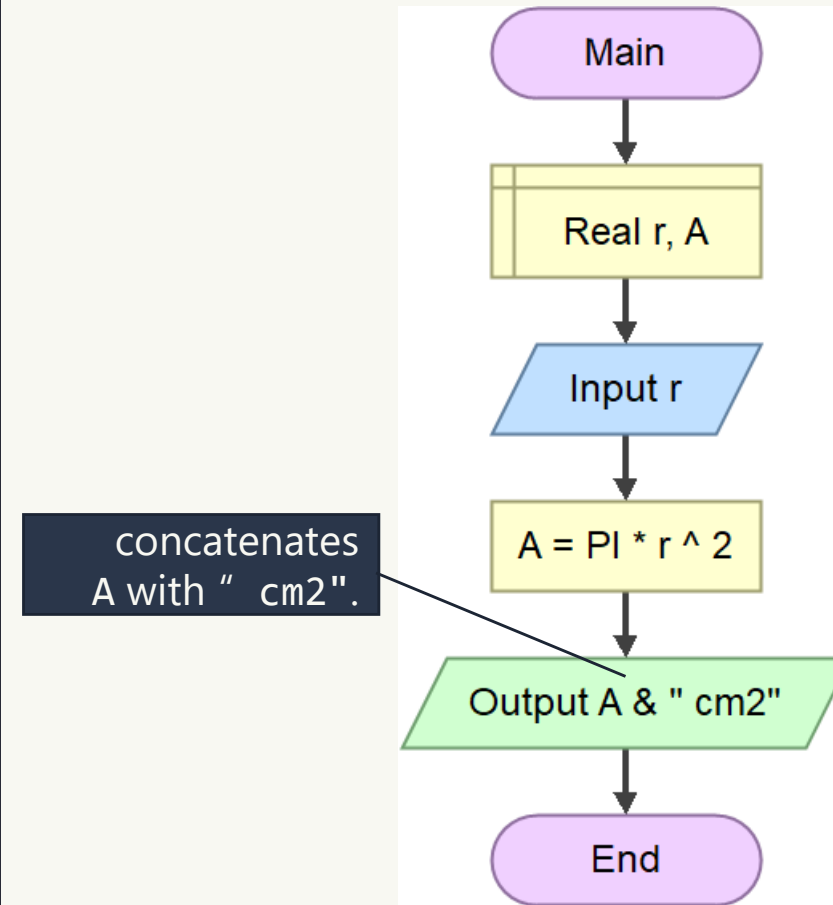 Main
Real r, A
Input r
A = PI * r ^ 2
concatenates
A with “ cm2".
Output A & " cm2"
End